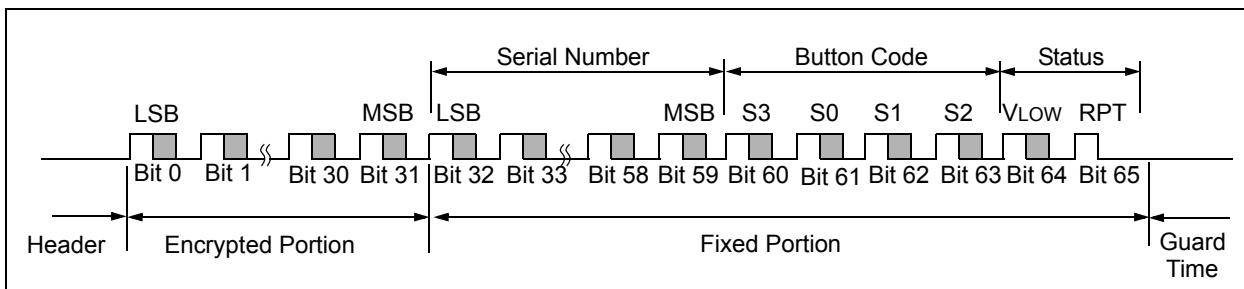 Serial Number Button Code Status
LSB MSB LSB MSB S3 S0 S1 S2 VLOW RPT
Bit 0 Bit 1 Bit 30 Bit 31 Bit 32 Bit 33 Bit 58 Bit 59 Bit 60 Bit 61 Bit 62 Bit 63 Bit 64 Bit 65
Header Encrypted Portion Fixed Portion Guard
Time